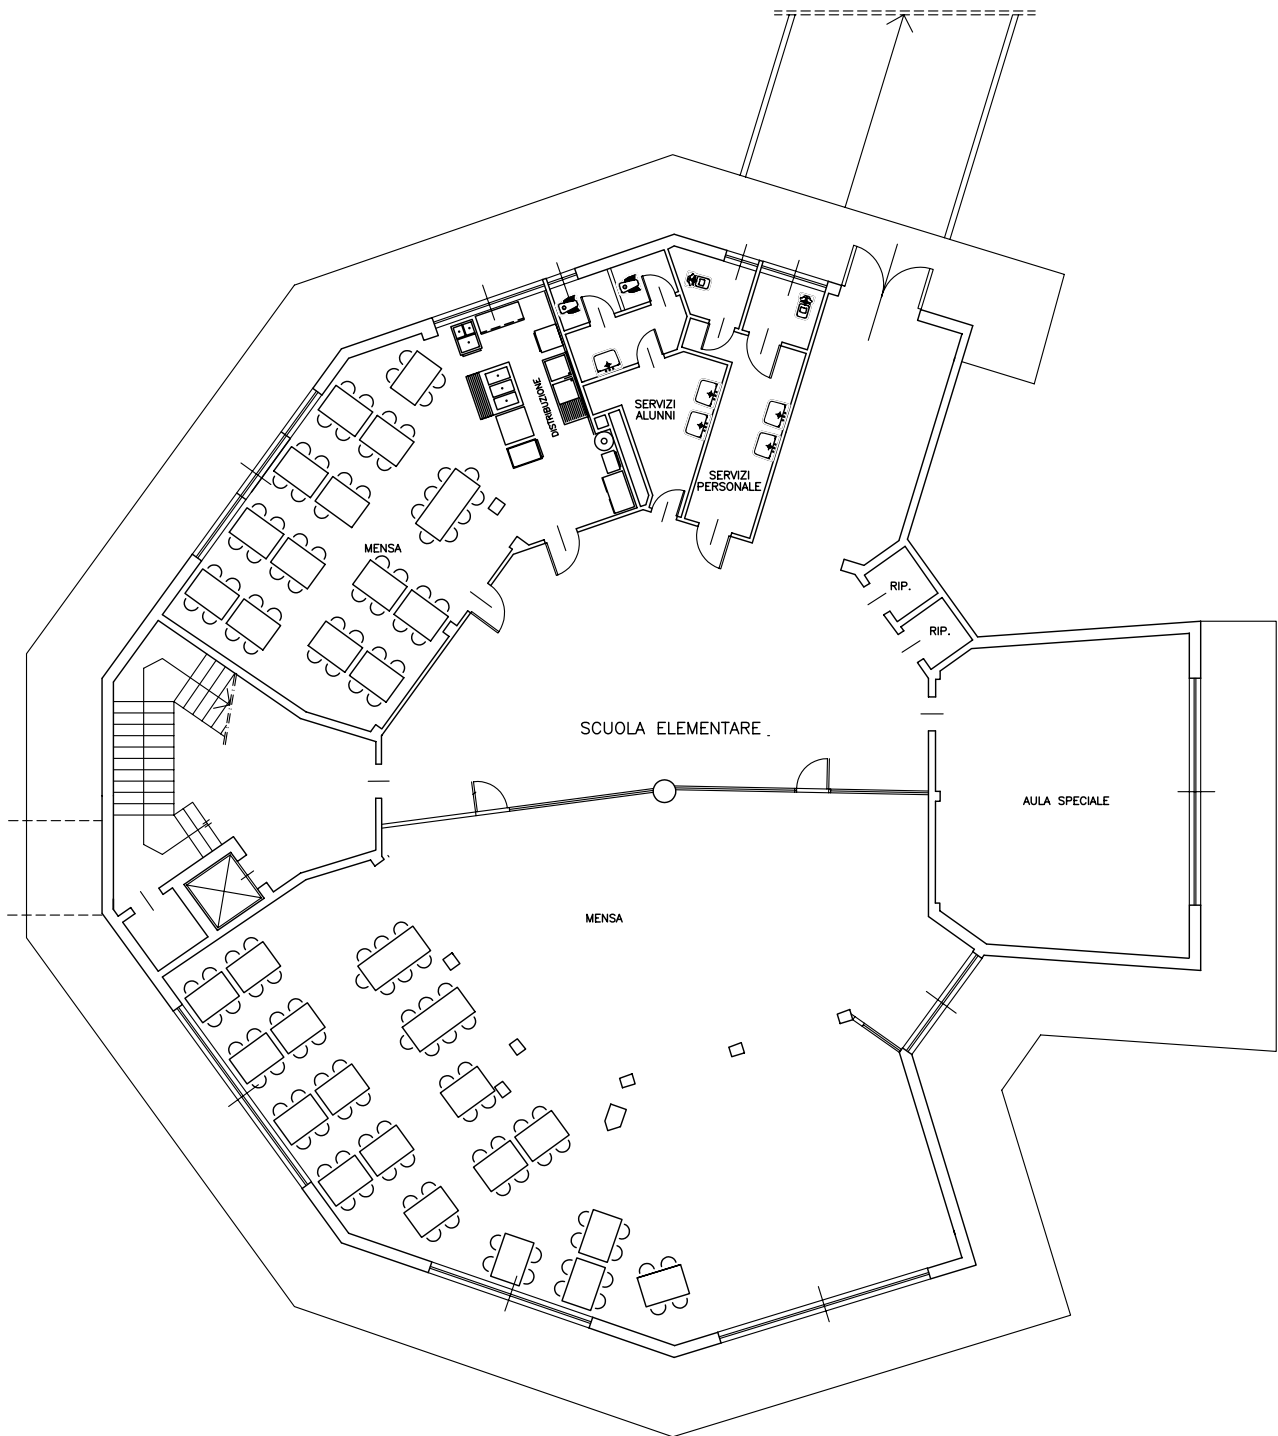 DISTRIBUZIONE
SERVIZI
ALUNNI
SERVIZI
PERSONALE
MENSA
RIP.
RIP.
SCUOLA ELEMENTARE
AULA SPECIALE
MENSA